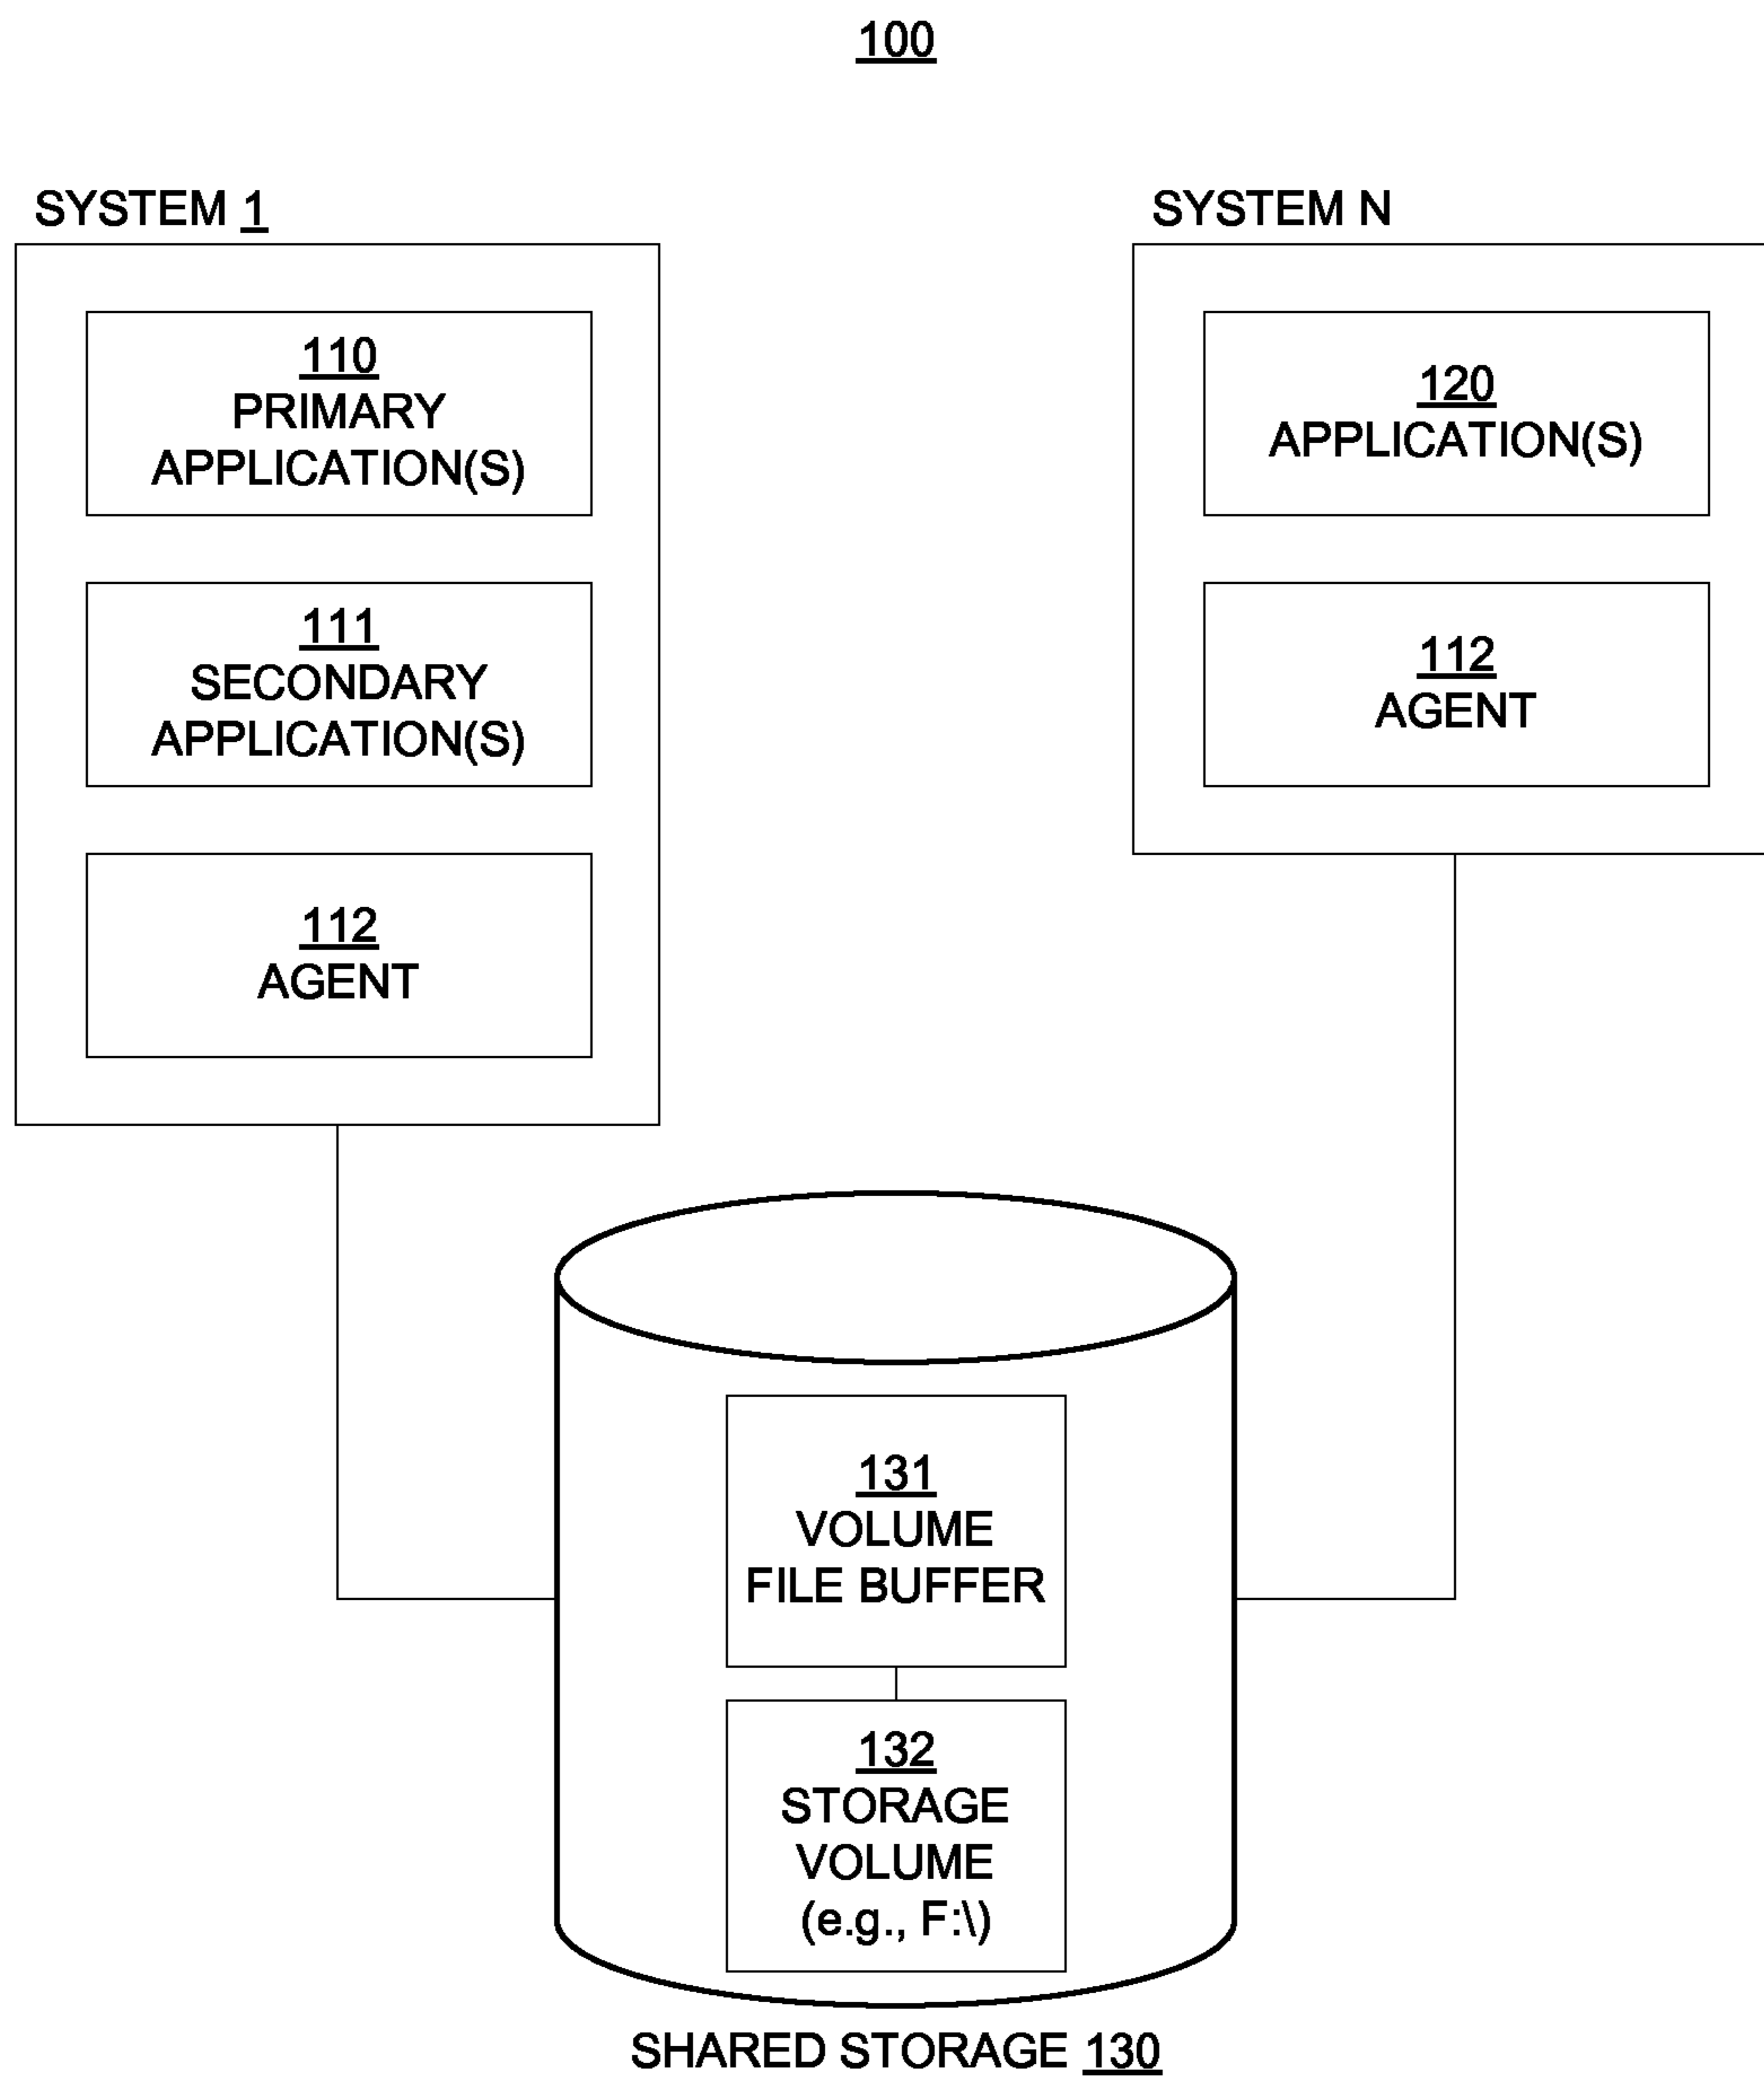 100
SYSTEM 1
110
PRIMARY
APPLICATION(S)
111
SECONDARY
APPLICATION(S)
112
AGENT
SYSTEM N
120
APPLICATION(S)
112
AGENT
131
VOLUME
FILE BUFFER
132
STORAGE
VOLUME
(e.g., F:\)
SHARED STORAGE 130